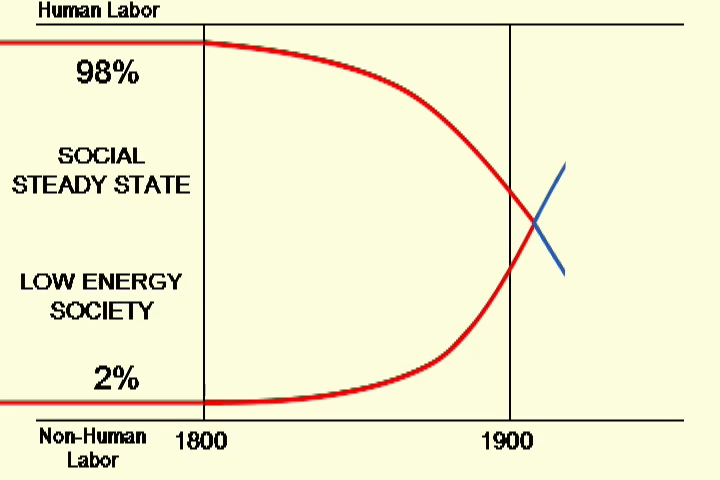 Human Labor
98%
SOCIAL
STEADY STATE
LOW ENERGY
SOCIETY
2%
Non-Human
Labor
1800
1900